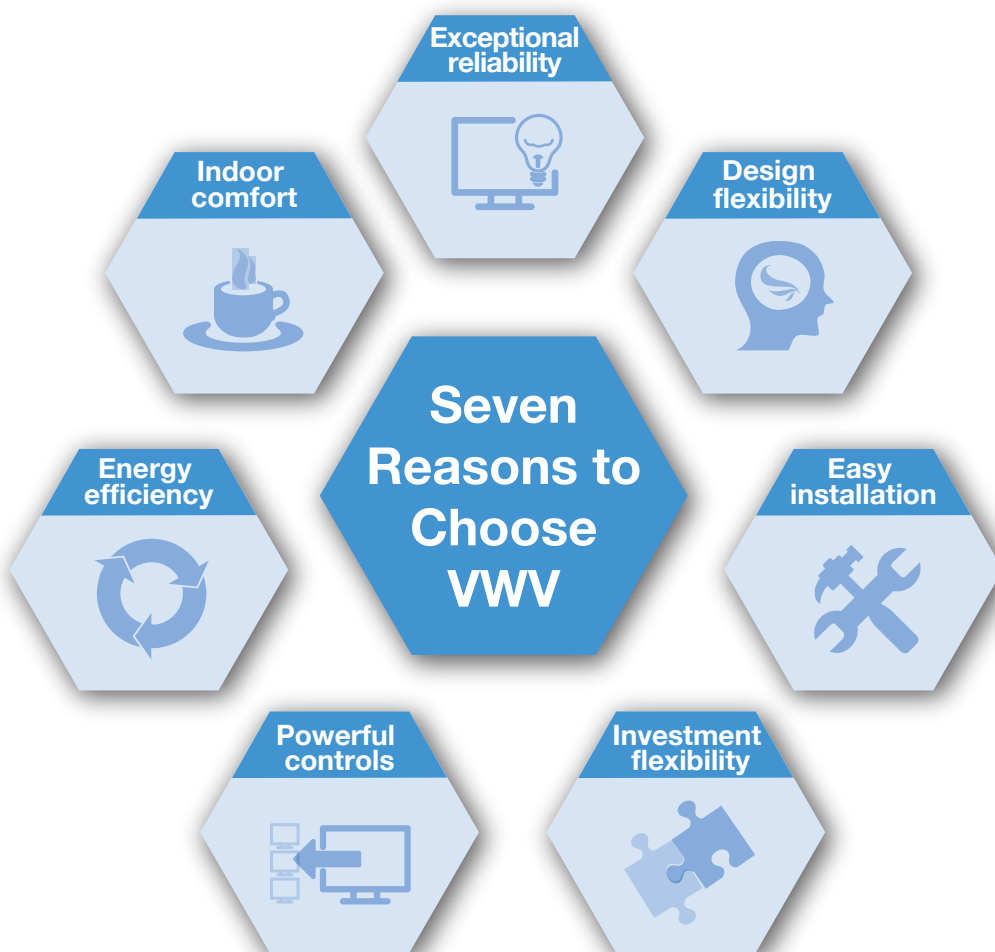 Exceptional
reliability
Indoor
comfort
Design
flexibility
Seven
Reasons to
Choose
VWV
Energy
efficiency
Easy
installation
Powerful
controls
Investment
flexibility